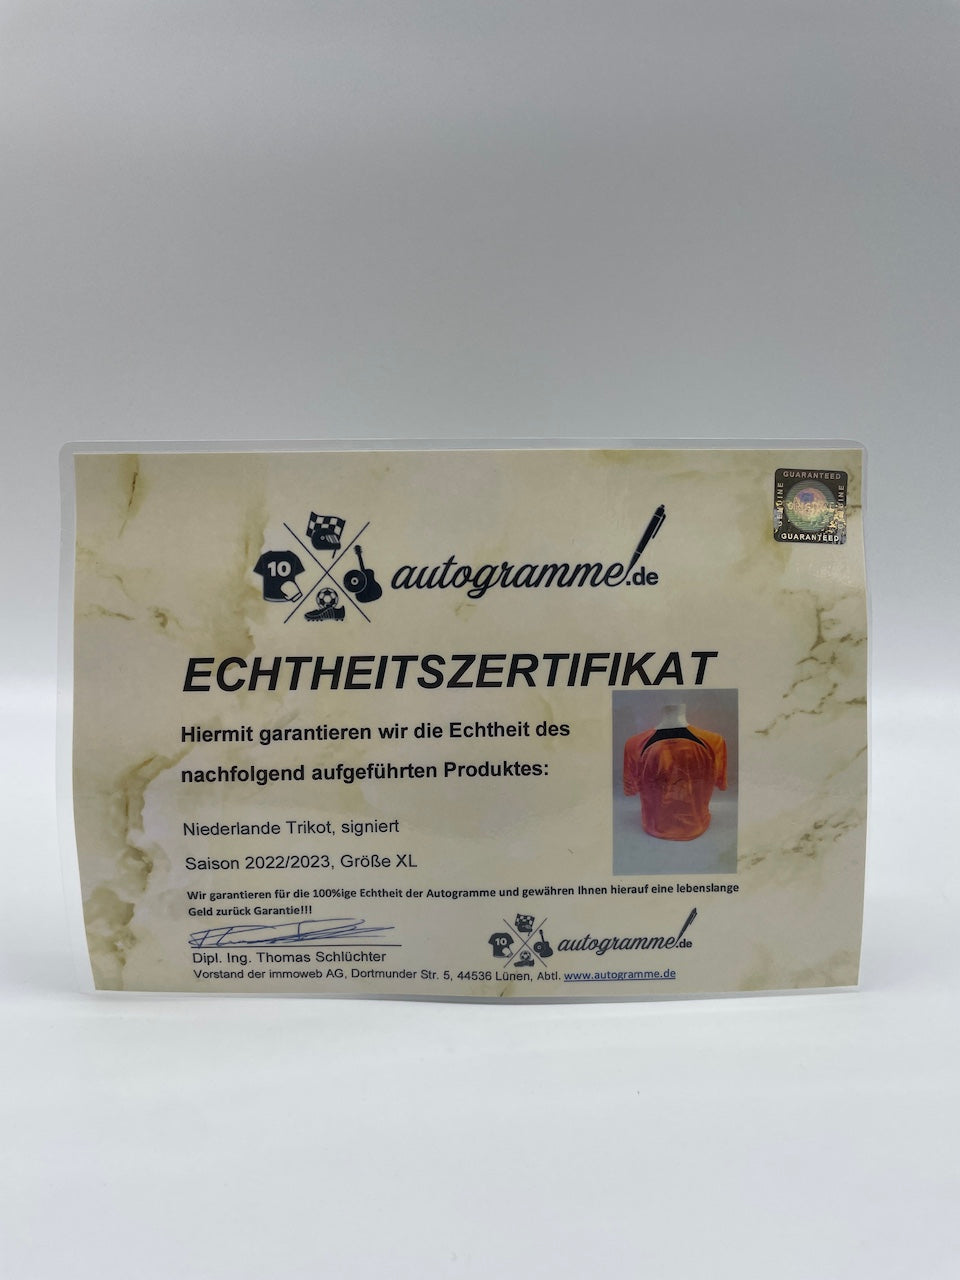 GUARANTEED
GENUINE
GENUINE
GUARANTEED
10
autogramme.de
ECHTHEITSZERTIFIKAT
Hiermit garantieren wir die Echtheit des
nachfolgend aufgeführten Produktes:
Niederlande Trikot, signiert
Saison 2022/2023, Größe XL
Wir garantieren für die 100%ige Echtheit der Autogramme und gewähren Ihnen hierauf eine lebenslange
Geld zurück Garantie!!!
10
autogramme.de
Dipl. Ing. Thomas Schlüchter
Vorstand der immoweb AG, Dortmunder Str. 5, 44536 Lünen, Abtl. www.autogramme.de